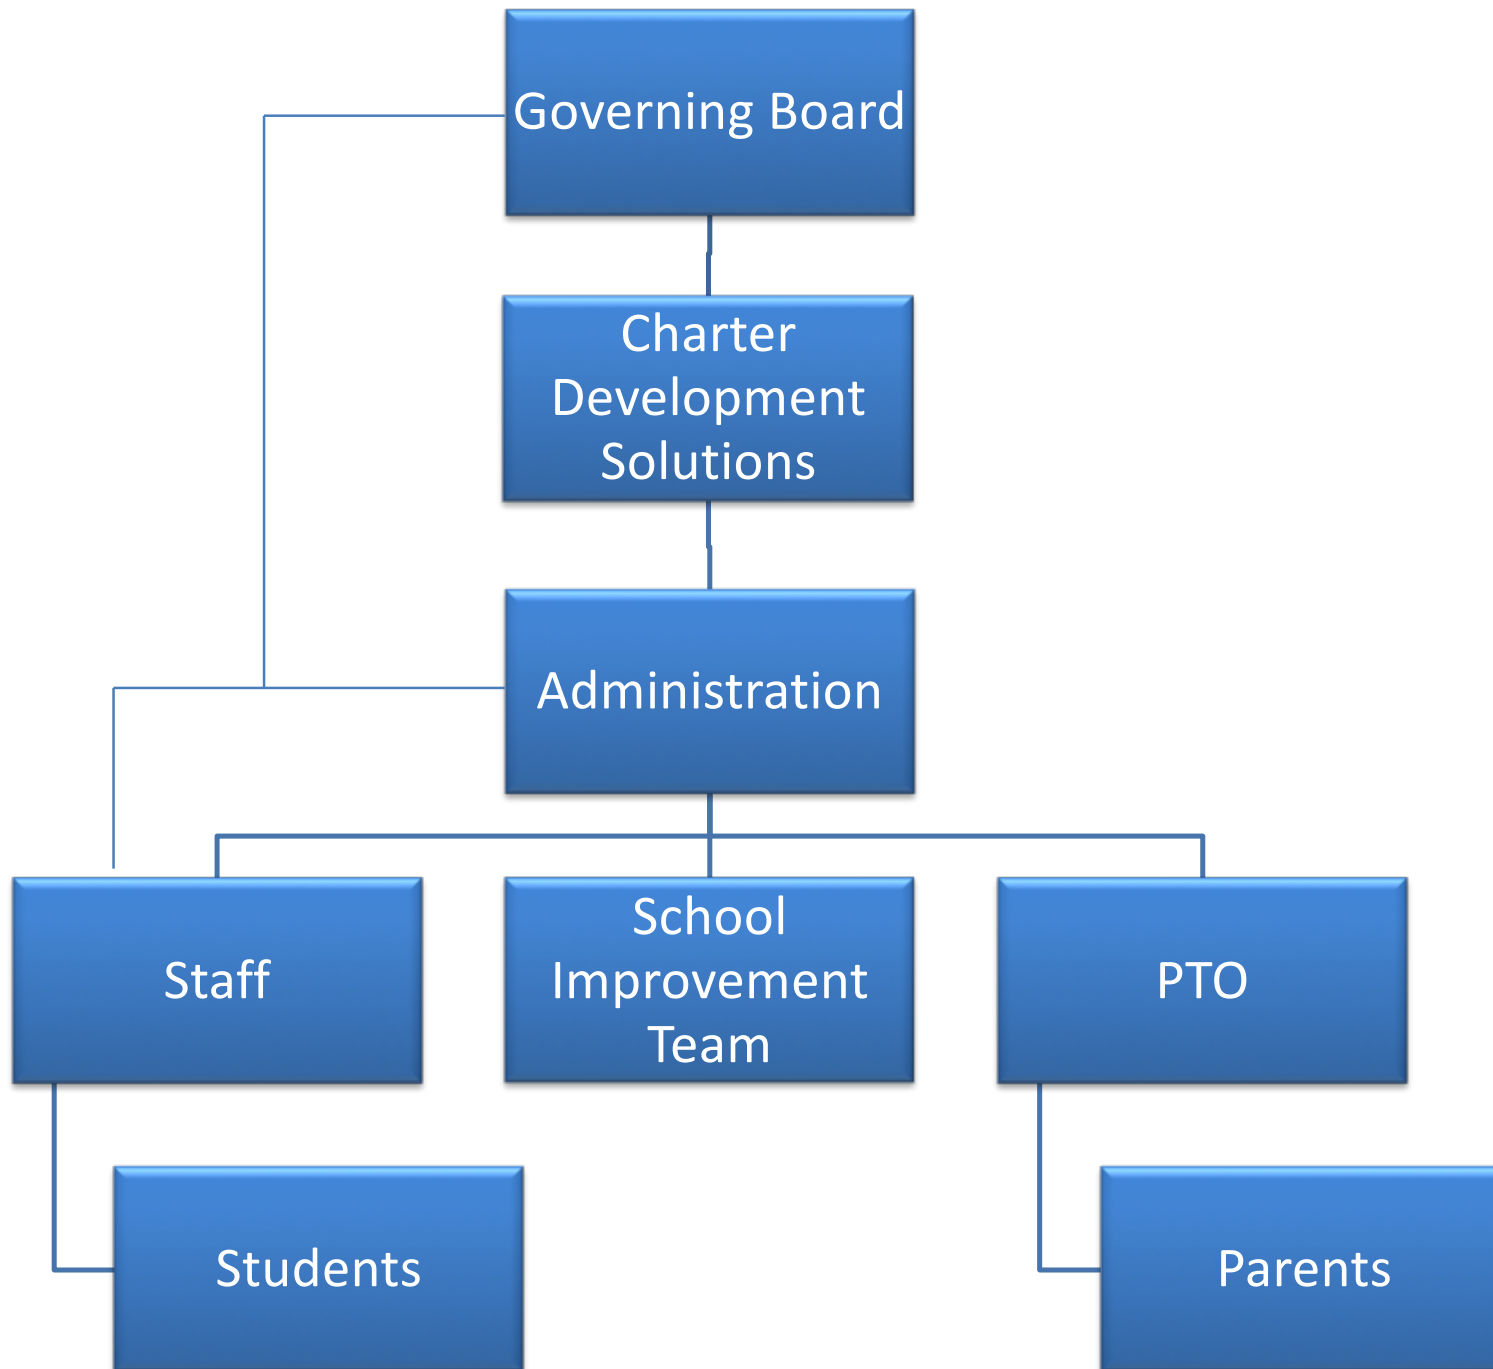 Governing Board
Charter
Development
Solutions
Administration
Staff
School
Improvement
Team
PTO
Students
Parents